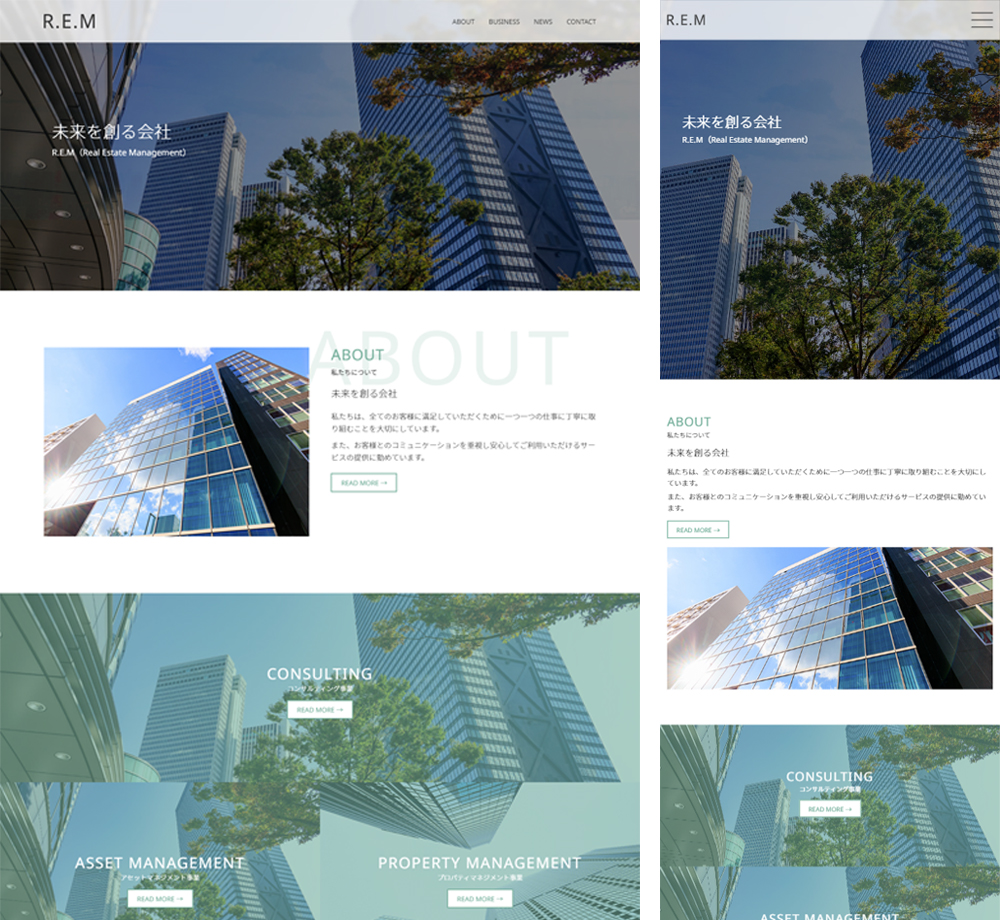 R.E.M
ABOUT BUSINESS NEWS CONTACT
未来を創る会社
R.E.M（Real Estate Management）
ABOUT
ABOUT
私たちについて
未来を創る会社
私たちは、全てのお客様に満足していただくために一つ一つの仕事に丁寧に取
り組むことを大切にしています。
また、お客様とのコミュニケーションを重視し安心してご利用いただけるサー
ビスの提供に勤めています。
READ MORE →
CONSULTING
コンサルティング事業
READ MORE →
ASSET MANAGEMENT
アセットマネジメント事業
READ MORE →
PROPERTY MANAGEMENT
プロパティマネジメント事業
READ MORE →
R.E.M
未来を創る会社
R.E.M（Real Estate Management）
ABOUT
私たちについて
未来を創る会社
私たちは、全てのお客様に満足していただくために一つ一つの仕事に丁寧に取り組むことを大切にし
ています。
また、お客様とのコミュニケーションを重視し安心してご利用いただけるサービスの提供に勤めてい
ます。
READ MORE →
CONSULTING
コンサルティング事業
READ MORE →
ASSET MANAGEMENT